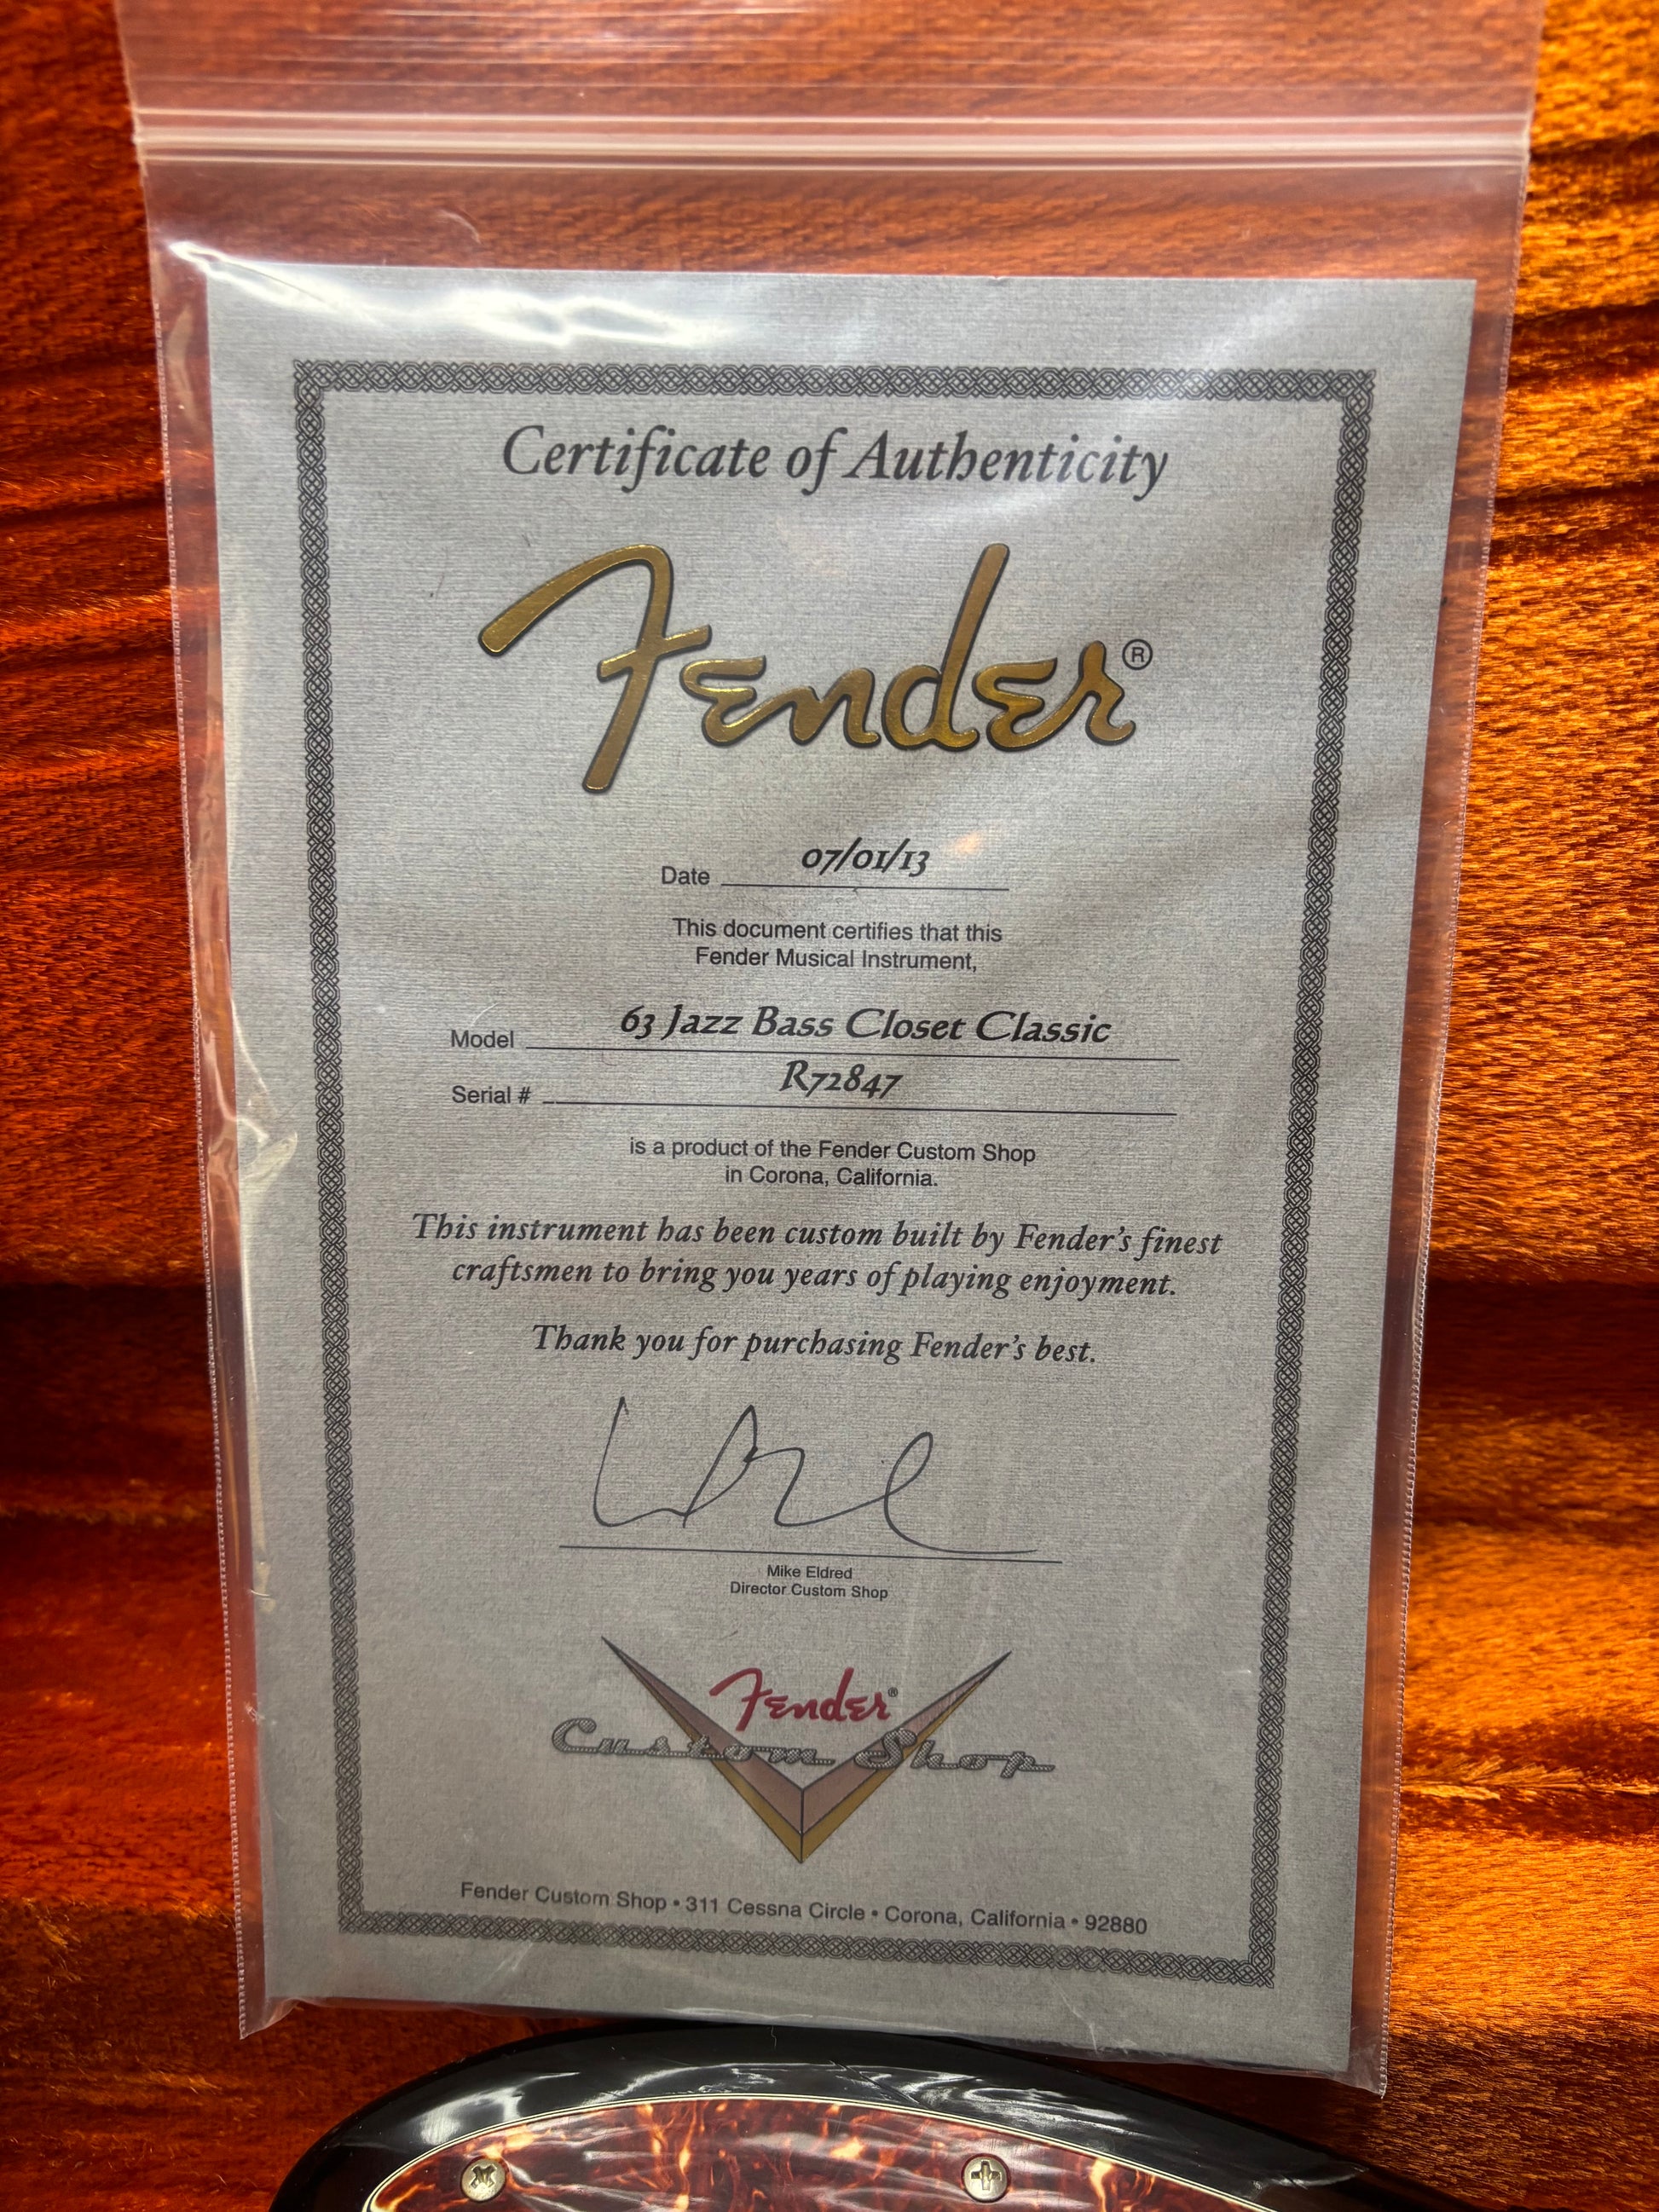 Certificate of Authenticity
Fender®
Date 07/01/13
This document certifies that this
Fender Musical Instrument,
Model 63 Jazz Bass Closet Classic
Serial # R72847
is a product of the Fender Custom Shop
in Corona, California.
This instrument has been custom built by Fender's finest
craftsmen to bring you years of playing enjoyment.
Thank you for purchasing Fender's best.
Mike Eldred
Director Custom Shop
Fender®
Custom Shop
Fender Custom Shop • 311 Cessna Circle • Corona, California • 92880